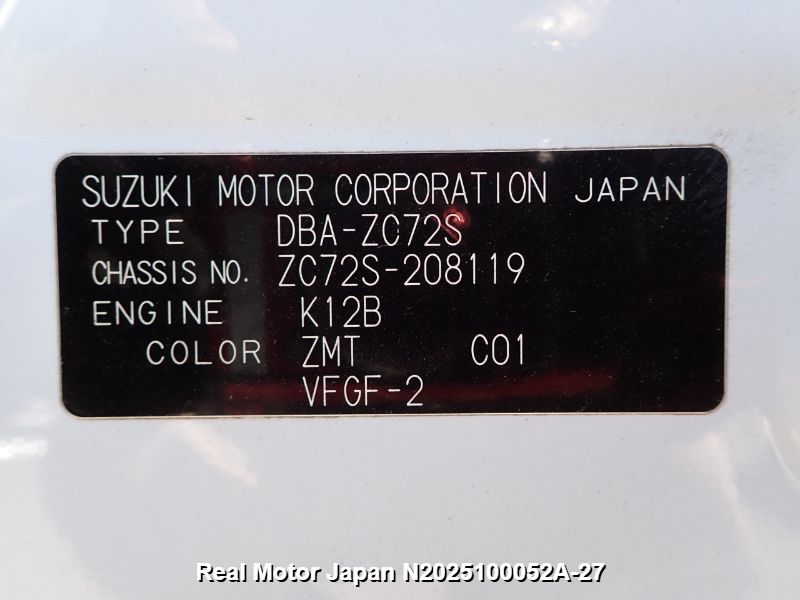 SUZUKI MOTOR CORPORATION JAPAN
TYPE DBA-ZC72S
CHASSIS NO. ZC72S-208119
ENGINE K12B
COLOR ZMT C01
VFGF-2
Real Motor Japan N2025100052A-27